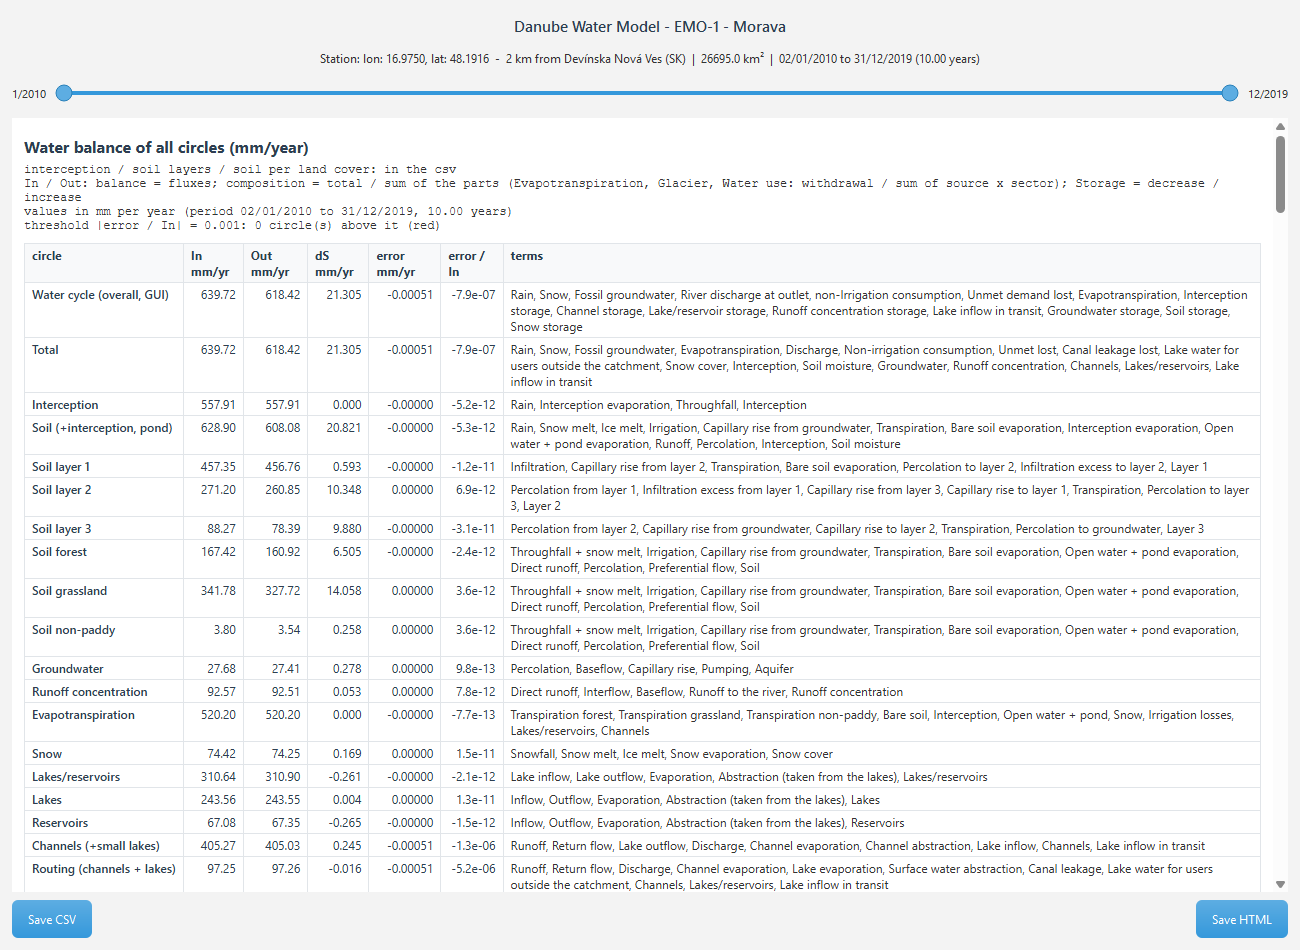 Danube Water Model - EMO-1 - Morava
Station: lon: 16.9750, lat: 48.1916 - 2 km from Devínska Nová Ves (SK) | 26695.0 km² | 02/01/2010 to 31/12/2019 (10.00 years)
1/2010
12/2019
Water balance of all circles (mm/year)
interception / soil layers / soil per land cover: in the csv
In / Out: balance = fluxes; composition = total / sum of the parts (Evapotranspiration, Glacier, Water use: withdrawal / sum of source x sector); Storage = decrease /
increase
values in mm per year (period 02/01/2010 to 31/12/2019, 10.00 years)
threshold |error / In| = 0.001: 0 circle(s) above it (red)
circle In Out dS error error / terms
mm/yr mm/yr mm/yr mm/yr In
Water cycle (overall, GUI) 639.72 618.42 21.305 -0.00051 -7.9e-07 Rain, Snow, Fossil groundwater, River discharge at outlet, non-Irrigation consumption, Unmet demand lost, Evapotranspiration, Interception
storage, Channel storage, Lake/reservoir storage, Runoff concentration storage, Lake inflow in transit, Groundwater storage, Soil storage,
Snow storage
Total 639.72 618.42 21.305 -0.00051 -7.9e-07 Rain, Snow, Fossil groundwater, Evapotranspiration, Discharge, Non-irrigation consumption, Unmet lost, Canal leakage lost, Lake water for
users outside the catchment, Snow cover, Interception, Soil moisture, Groundwater, Runoff concentration, Channels, Lakes/reservoirs, Lake
inflow in transit
Interception 557.91 557.91 0.000 -0.00000 -5.2e-12 Rain, Interception evaporation, Throughfall, Interception
Soil (+interception, pond) 628.90 608.08 20.821 -0.00000 -5.3e-12 Rain, Snow melt, Ice melt, Irrigation, Capillary rise from groundwater, Transpiration, Bare soil evaporation, Interception evaporation, Open
water + pond evaporation, Runoff, Percolation, Interception, Soil moisture
Soil layer 1 457.35 456.76 0.593 -0.00000 -1.2e-11 Infiltration, Capillary rise from layer 2, Transpiration, Bare soil evaporation, Percolation to layer 2, Infiltration excess to layer 2, Layer 1
Soil layer 2 271.20 260.85 10.348 0.00000 6.9e-12 Percolation from layer 1, Infiltration excess from layer 1, Capillary rise from layer 3, Capillary rise to layer 1, Transpiration, Percolation to layer
3, Layer 2
Soil layer 3 88.27 78.39 9.880 -0.00000 -3.1e-11 Percolation from layer 2, Capillary rise from groundwater, Capillary rise to layer 2, Transpiration, Percolation to groundwater, Layer 3
Soil forest 167.42 160.92 6.505 -0.00000 -2.4e-12 Throughfall + snow melt, Irrigation, Capillary rise from groundwater, Transpiration, Bare soil evaporation, Open water + pond evaporation,
Direct runoff, Percolation, Preferential flow, Soil
Soil grassland 341.78 327.72 14.058 0.00000 3.6e-12 Throughfall + snow melt, Irrigation, Capillary rise from groundwater, Transpiration, Bare soil evaporation, Open water + pond evaporation,
Direct runoff, Percolation, Preferential flow, Soil
Soil non-paddy 3.80 3.54 0.258 0.00000 3.6e-12 Throughfall + snow melt, Irrigation, Capillary rise from groundwater, Transpiration, Bare soil evaporation, Open water + pond evaporation,
Direct runoff, Percolation, Preferential flow, Soil
Groundwater 27.68 27.41 0.278 0.00000 9.8e-13 Percolation, Baseflow, Capillary rise, Pumping, Aquifer
Runoff concentration 92.57 92.51 0.053 0.00000 7.8e-12 Direct runoff, Interflow, Baseflow, Runoff to the river, Runoff concentration
Evapotranspiration 520.20 520.20 0.000 -0.00000 -7.7e-13 Transpiration forest, Transpiration grassland, Transpiration non-paddy, Bare soil, Interception, Open water + pond, Snow, Irrigation losses,
Lakes/reservoirs, Channels
Snow 74.42 74.25 0.169 0.00000 1.5e-11 Snowfall, Snow melt, Ice melt, Snow evaporation, Snow cover
Lakes/reservoirs 310.64 310.90 -0.261 -0.00000 -2.1e-12 Lake inflow, Lake outflow, Evaporation, Abstraction (taken from the lakes), Lakes/reservoirs
Lakes 243.56 243.55 0.004 0.00000 1.3e-11 Inflow, Outflow, Evaporation, Abstraction (taken from the lakes), Lakes
Reservoirs 67.08 67.35 -0.265 -0.00000 -1.5e-12 Inflow, Outflow, Evaporation, Abstraction (taken from the lakes), Reservoirs
Channels (+small lakes) 405.27 405.03 0.245 -0.00051 -1.3e-06 Runoff, Return flow, Lake outflow, Discharge, Channel evaporation, Channel abstraction, Lake inflow, Channels, Lake inflow in transit
Routing (channels + lakes) 97.25 97.26 -0.016 -0.00051 -5.2e-06 Runoff, Return flow, Discharge, Channel evaporation, Lake evaporation, Surface water abstraction, Canal leakage, Lake water for users
outside the catchment, Channels, Lakes/reservoirs, Lake inflow in transit
Save CSV
Save HTML